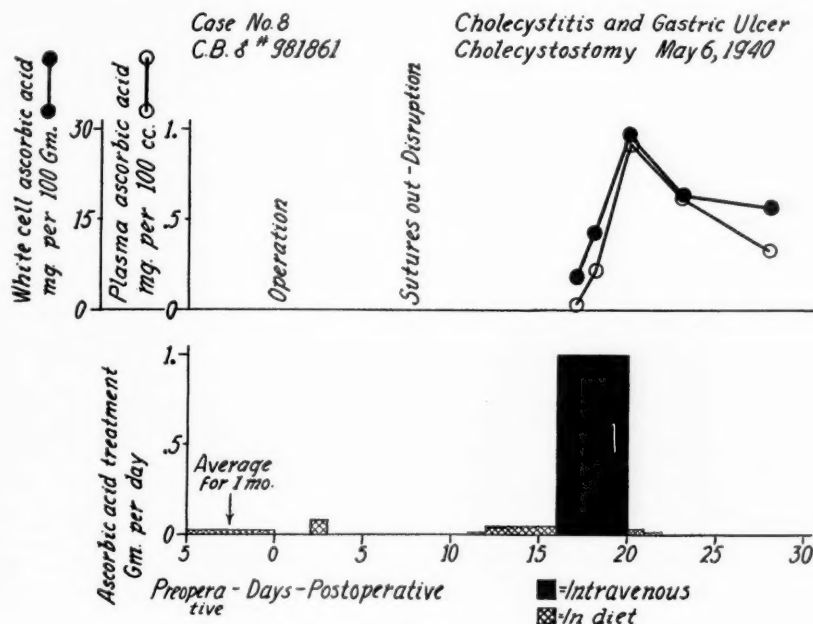 Case No. 8
C.B. ♂ # 981861
Cholecystitis and Gastric Ulcer
Cholecystostomy May 6, 1940
White cell ascorbic acid
mg. per 100 Gm.
30
15
0
Plasma ascorbic acid
mg. per 100 cc.
1.
.5
0
Operation
Sutures out-Disruption
Ascorbic acid treatment
Gm. per day
1.
.5
0
Average
for 1 mo.
5 0 5 10 15 20 25 30
Preopera-Days-Postoperative
tive
=Intravenous
=In diet